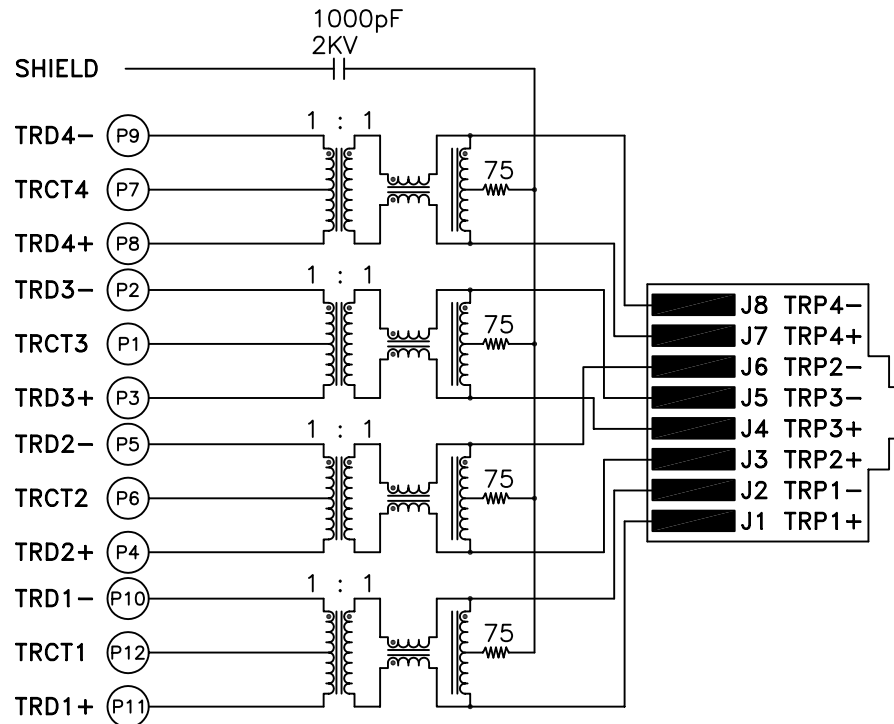 1000pF
2KV
SHIELD
1 : 1
TRD4- P9
75
TRCT4 P7
TRD4+ P8
1 : 1
TRD3- P2
75
TRCT3 P1
TRD3+ P3
1 : 1
TRD2- P5
75
TRCT2 P6
TRD2+ P4
1 : 1
TRD1- P10
75
TRCT1 P12
TRD1+ P11
J8 TRP4-
J7 TRP4+
J6 TRP2-
J5 TRP3-
J4 TRP3+
J3 TRP2+
J2 TRP1-
J1 TRP1+